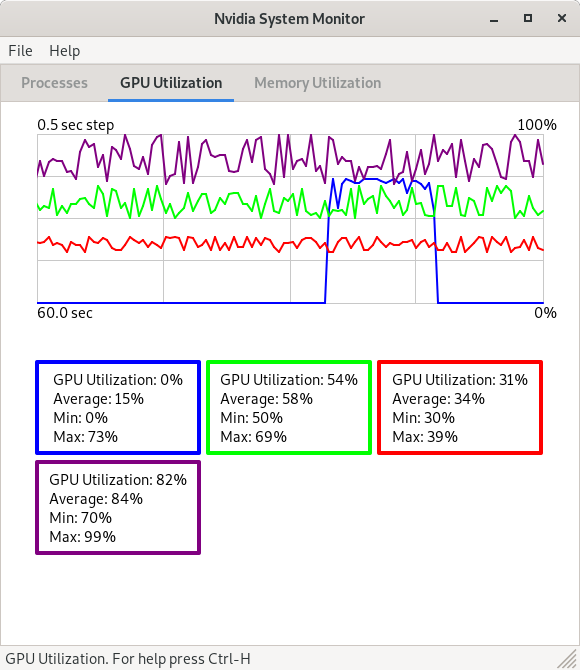 Nvidia System Monitor
File Help
Processes GPU Utilization Memory Utilization
0.5 sec step 100%
60.0 sec 0%
GPU Utilization: 0%
Average: 15%
Min: 0%
Max: 73%
GPU Utilization: 54%
Average: 58%
Min: 50%
Max: 69%
GPU Utilization: 31%
Average: 34%
Min: 30%
Max: 39%
GPU Utilization: 82%
Average: 84%
Min: 70%
Max: 99%
GPU Utilization. For help press Ctrl-H